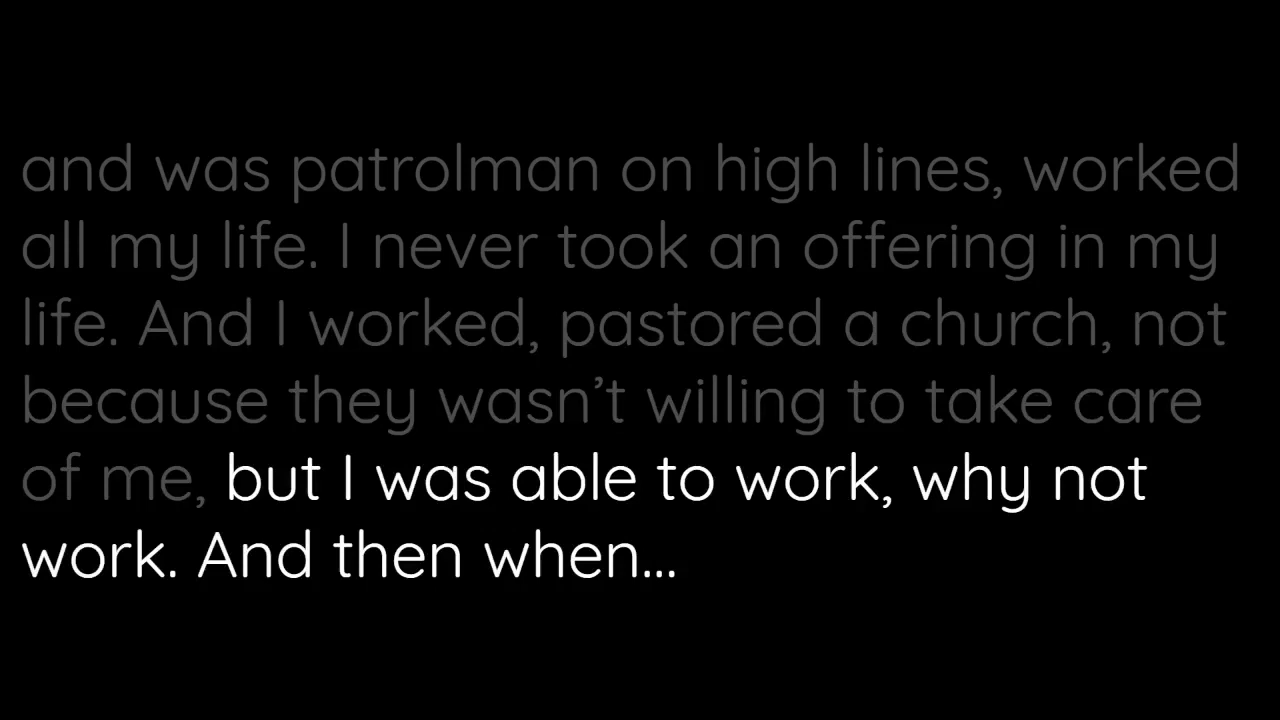 and was patrolman on high lines, worked
all my life. I never took an offering in my
life. And I worked, pastored a church, not
because they wasn’t willing to take care
of me, but I was able to work, why not
work. And then when...